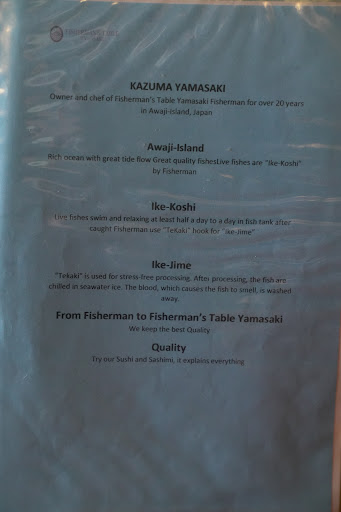 KAZUMA YAMASAKI
Owner and chef of Fisherman's Table Yamasaki Fisherman for over 20 years
in Awaji-Island, Japan
Awaji-Island
Rich ocean with great tide flow Great quality fishesLive fishes are "Ike-Koshi"
by Fisherman
Ike-Koshi
Live fishes swim and relaxing at least half a day to a day in fish tank after
caught Fisherman use "Tekaki" hook for "ike-Jime"
Ike-Jime
"Tekaki" is used for stress-free processing. After processing, the fish are
chilled in seawater ice. The blood, which causes the fish to smell, is washed
away.
From Fisherman to Fisherman's Table Yamasaki
We keep the best Quality
Quality
Try our Sushi and Sashimi, it explains everything